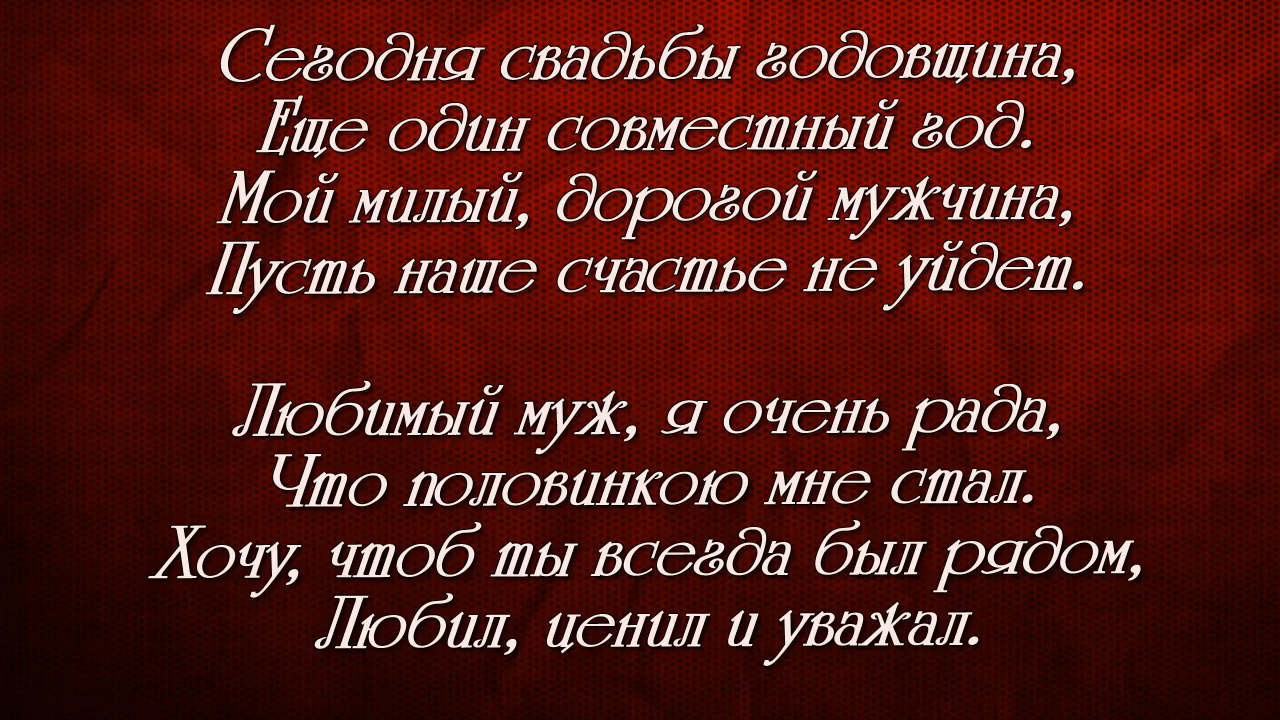 Сегодня свадьбы годовщина,
Еще один совместный год.
Мой милый, дорогой мужчина,
Пусть наше счастье не уйдет.
Любимый муж, я очень рада,
Что половинкою мне стал.
Хочу, чтоб ты всегда был рядом,
Любил, ценил и уважал.